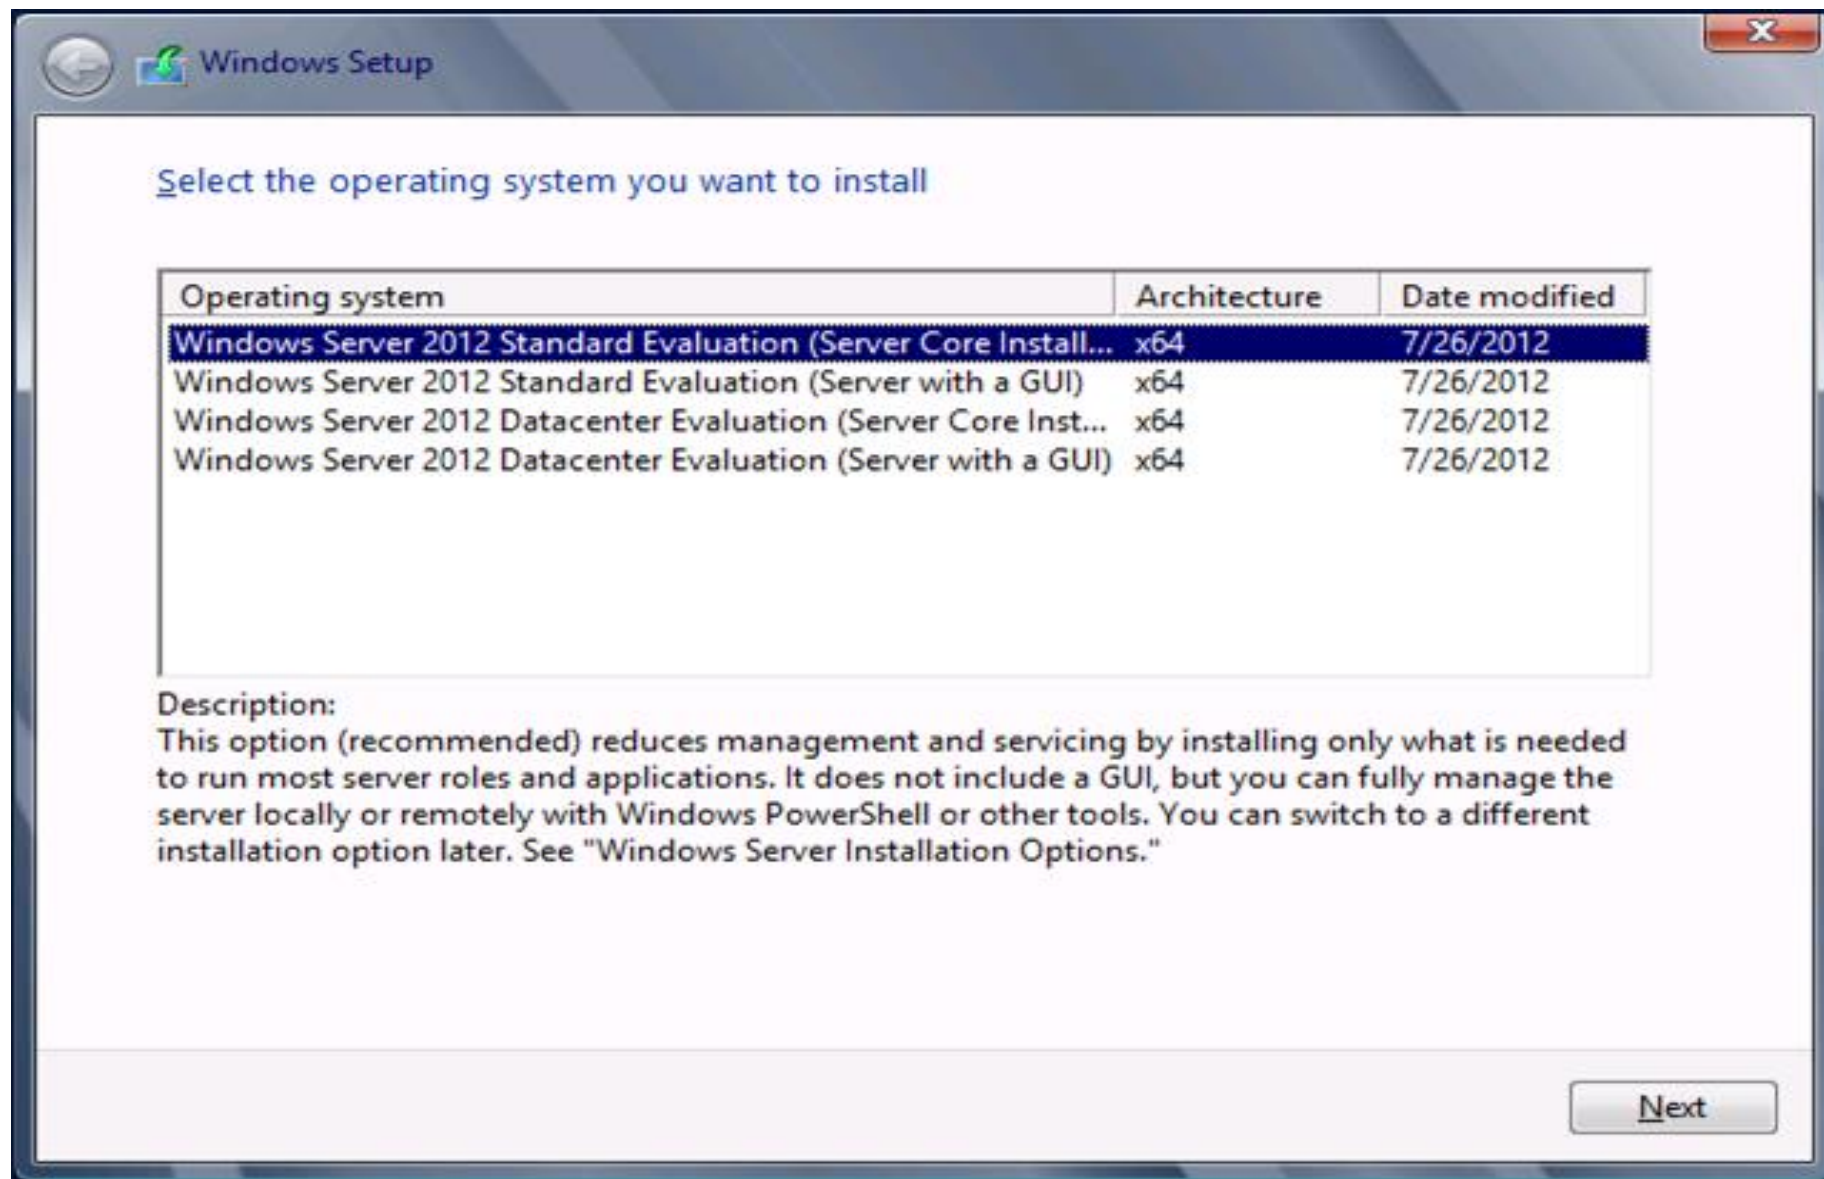 Windows Setup
Select the operating system you want to install
Operating system Architecture Date modified
Windows Server 2012 Standard Evaluation (Server Core Install... x64 7/26/2012
Windows Server 2012 Standard Evaluation (Server with a GUI) x64 7/26/2012
Windows Server 2012 Datacenter Evaluation (Server Core Inst... x64 7/26/2012
Windows Server 2012 Datacenter Evaluation (Server with a GUI) x64 7/26/2012
Description:
This option (recommended) reduces management and servicing by installing only what is needed
to run most server roles and applications. It does not include a GUI, but you can fully manage the
server locally or remotely with Windows PowerShell or other tools. You can switch to a different
installation option later. See "Windows Server Installation Options."
Next